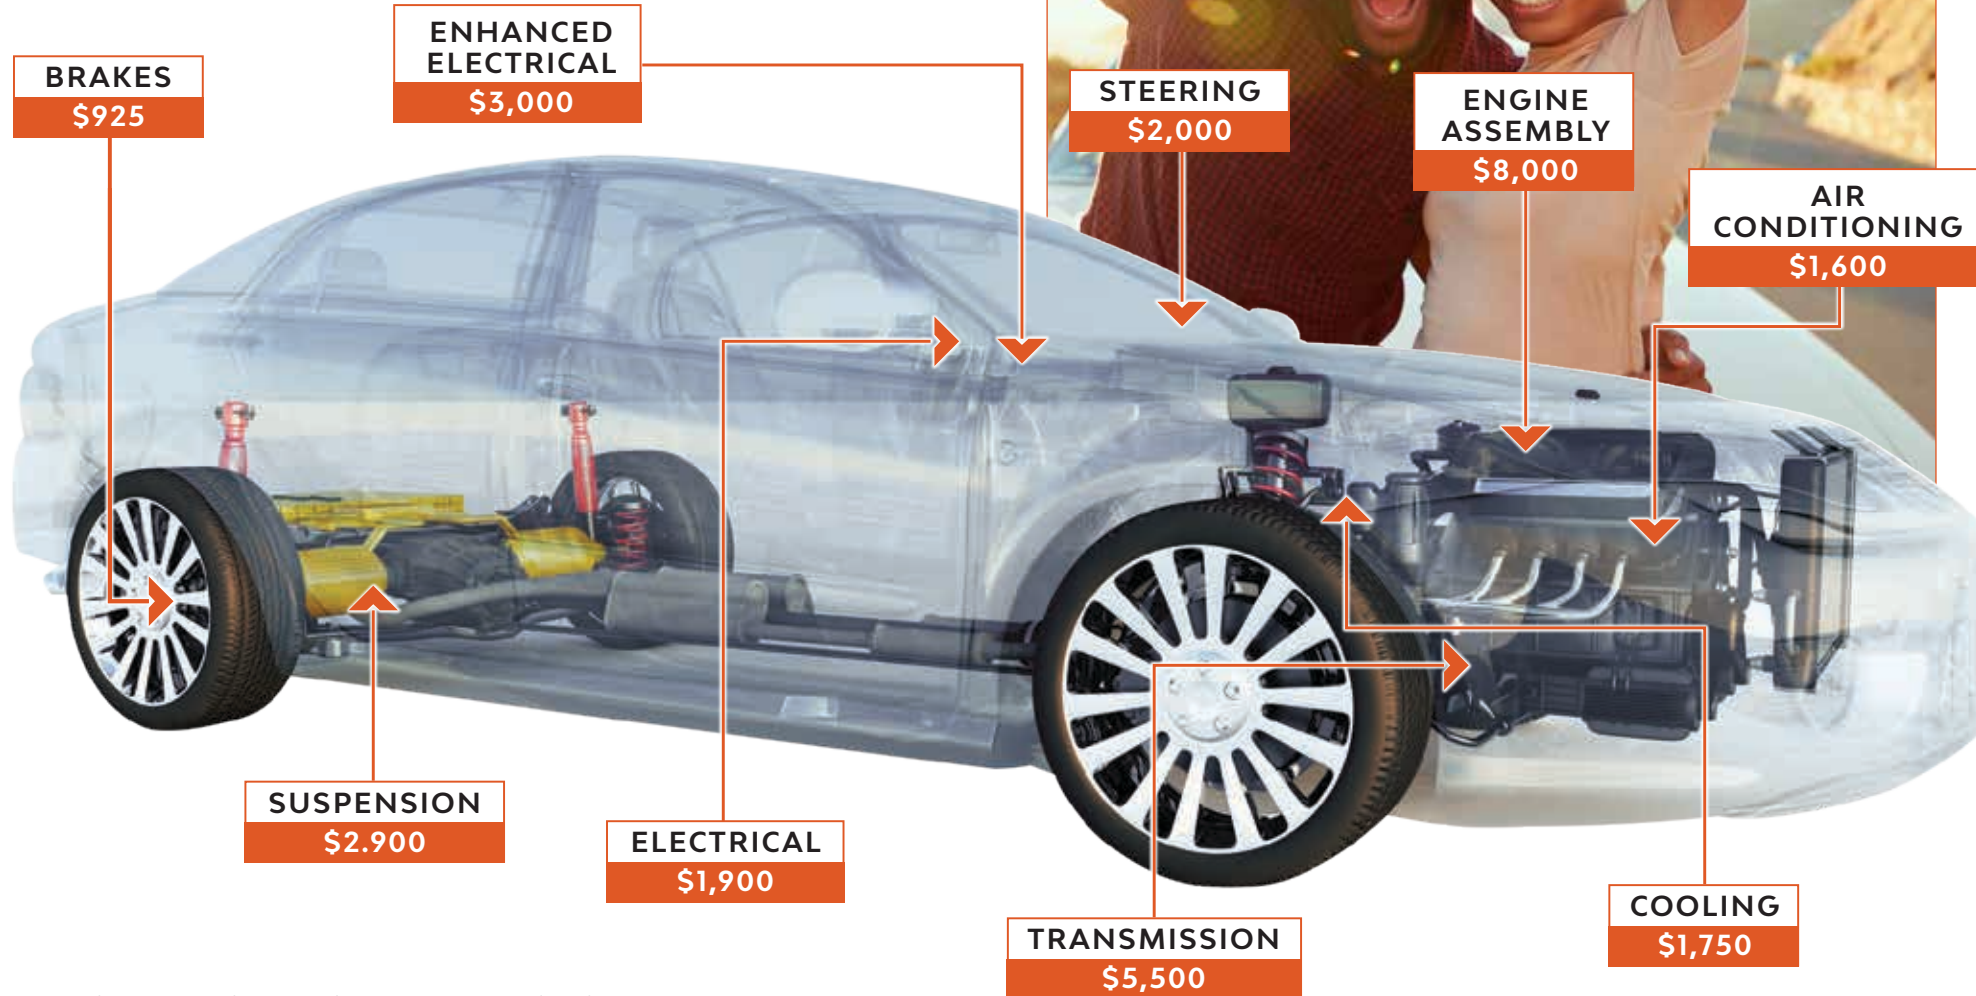 BRAKES
$925
ENHANCED
ELECTRICAL
$3,000
STEERING
$2,000
ENGINE
ASSEMBLY
$8,000
AIR
CONDITIONING
$1,600
SUSPENSION
$2.900
ELECTRICAL
$1,900
TRANSMISSION
$5,500
COOLING
$1,750